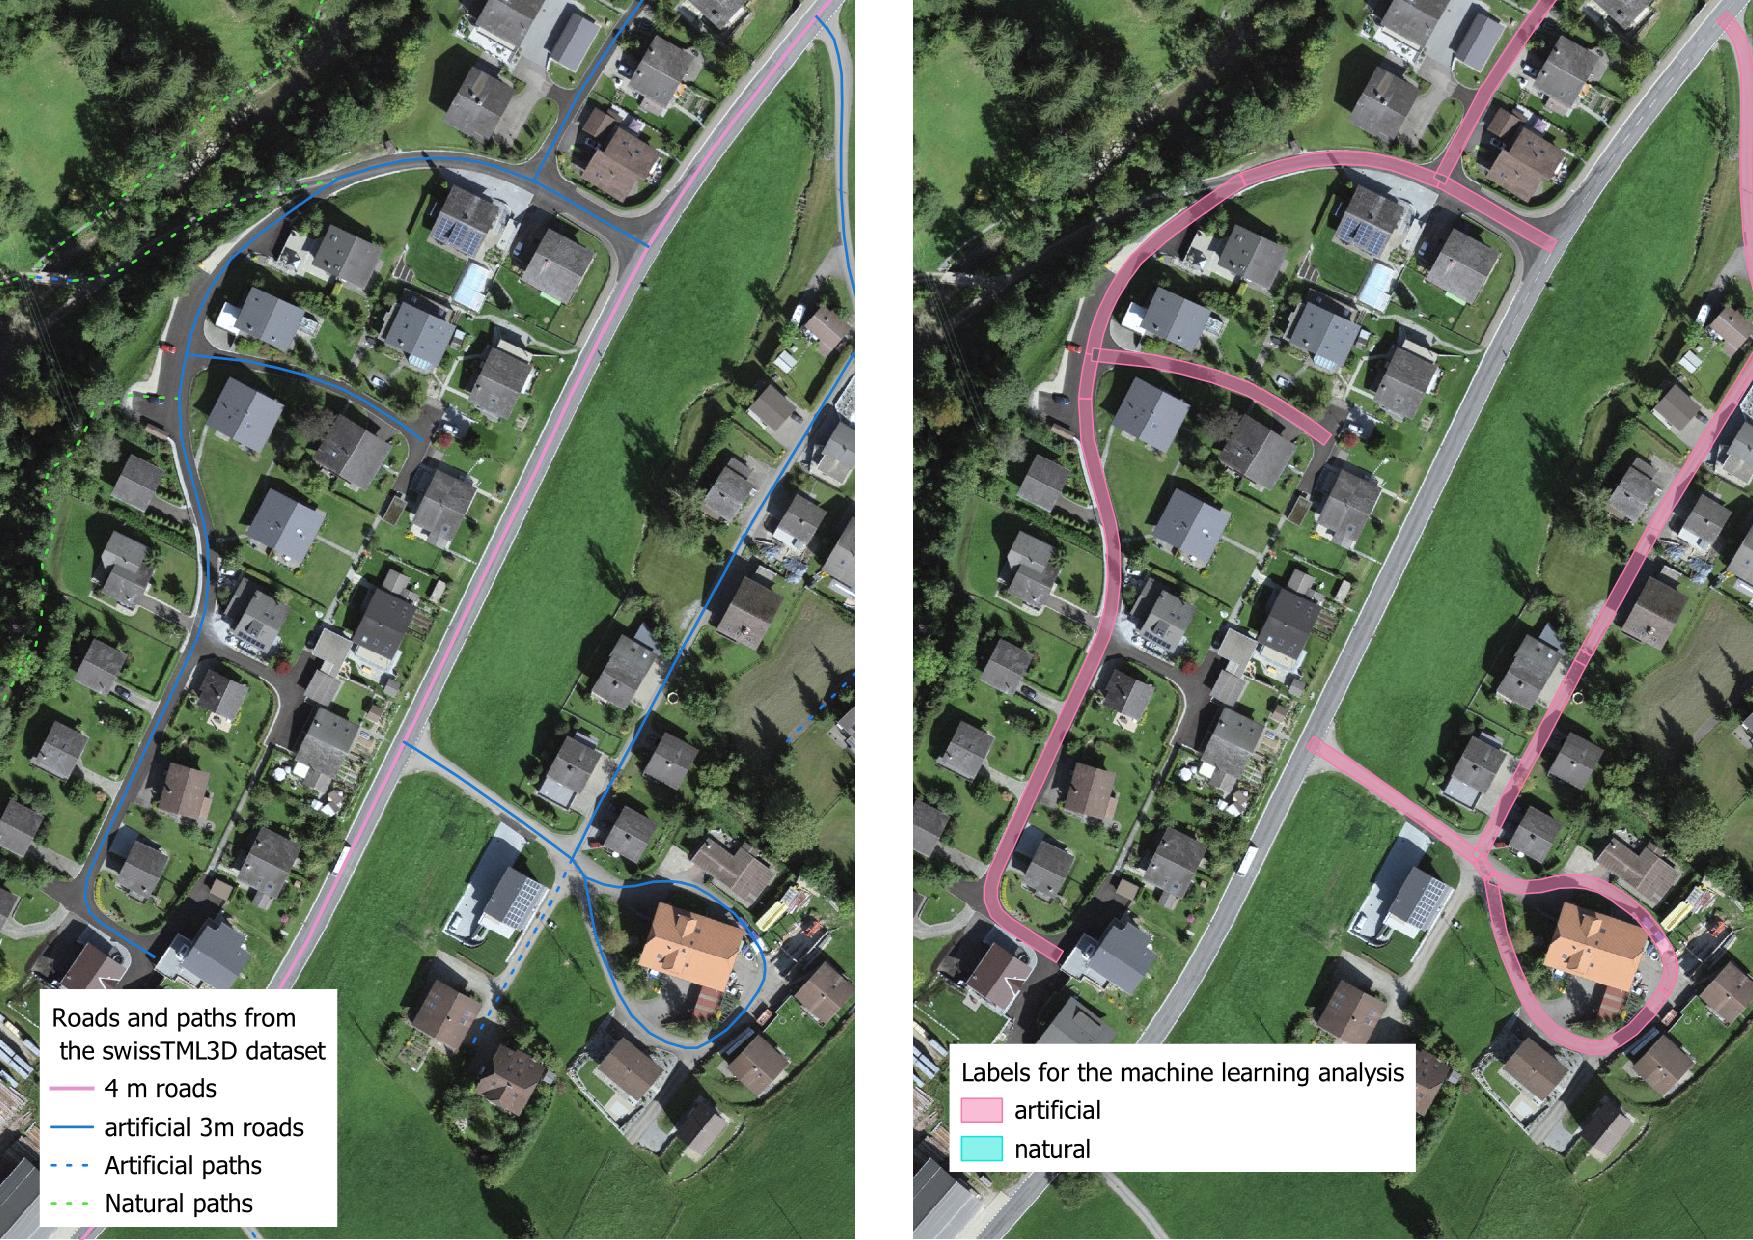 Roads and paths from
the swissTML3D dataset
4 m roads
artificial 3m roads
Artificial paths
Natural paths
Labels for the machine learning analysis
artificial
natural